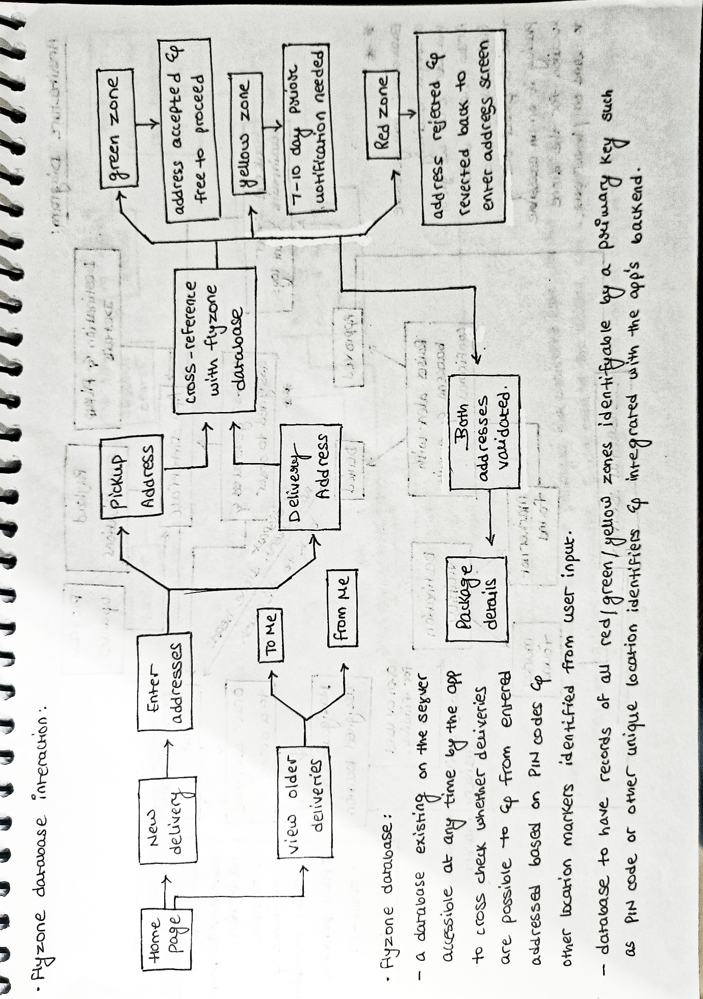 • Flyzone database interaction:
Home
page
New
delivery
Enter
addresses
Pickup
Address
Delivery
Address
cross-reference
with flyzone
database
green zone
address accepted &
free to proceed
yellow zone
7-10 day prior
notification needed
Red zone
address rejected &
reverted back to
enter address screen
View older
deliveries
To Me
From Me
Both
addresses
validated.
Package
details
• Flyzone database:
– a database existing on the server
accessible at any time by the app
to cross check whether deliveries
are possible to & from entered
addressed based on PIN codes &
other location markers identified from user input.
– database to have records of all red/green/yellow zones identifyable by a primary key such
as PIN code or other unique location identifiers & integrated with the app's backend.